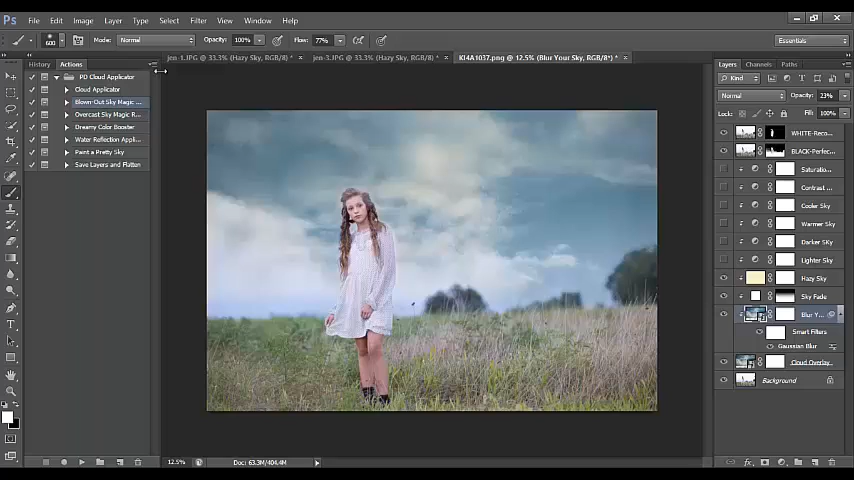 Ps File Edit Image Layer Type Select Filter View Window Help
600 Mode: Normal Opacity: 100% Flow: 77% Essentials
jen-1.JPG @ 33.3% (Hazy Sky, RGB/8*) * × jen-3.JPG @ 33.3% (Hazy Sky, RGB/8*) * × KI4A1037.png @ 12.5% (Blur Your Sky, RGB/8*) * ×
History Actions
PD Cloud Applicator
Cloud Applicator
Blown-Out Sky Magic ...
Overcast Sky Magic R...
Dreamy Color Booster
Water Reflection Appli...
Paint a Pretty Sky
Save Layers and Flatten
Layers Channels Paths
Kind
Normal Opacity: 23%
Lock: Fill: 100%
WHITE-Reco...
BLACK-Perfec...
Saturatio...
Contrast ...
Cooler Sky
Warmer Sky
Darker SKy
Lighter Sky
Hazy Sky
Sky Fade
Blur Y...
Smart Filters
Gaussian Blur
Cloud Overlay...
Background
12.5% Doc: 63.3M/404.4M